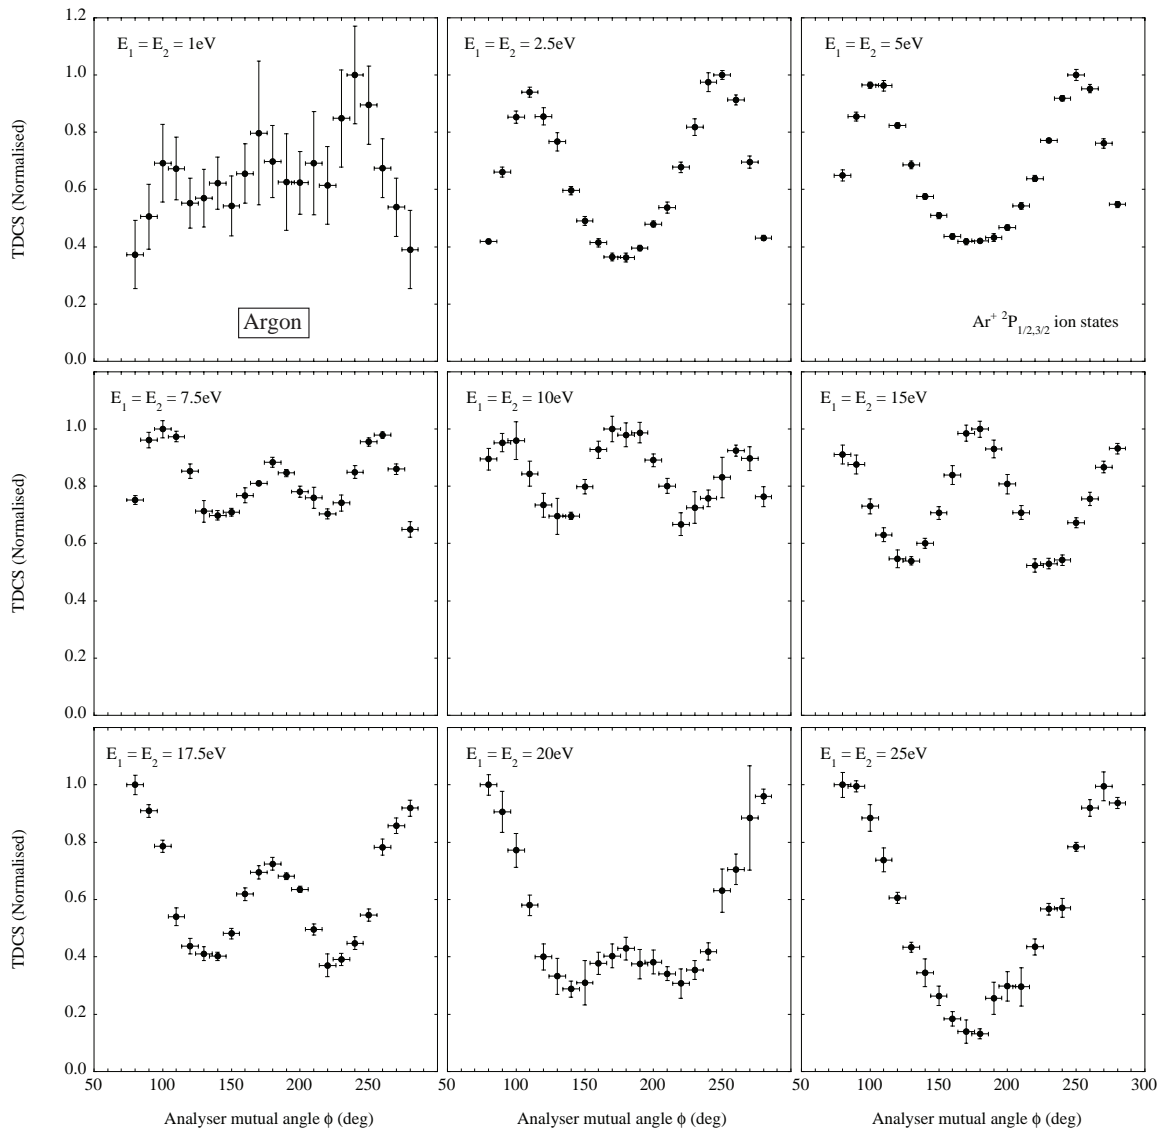 E1 = E2 = 1eV
E1 = E2 = 2.5eV
E1 = E2 = 5eV
1.2
1.0
0.8
0.6
0.4
0.2
0.0
TDCS (Normalised)
Argon
Ar+ 2P1/2,3/2 ion states
E1 = E2 = 7.5eV
E1 = E2 = 10eV
E1 = E2 = 15eV
1.0
0.8
0.6
0.4
0.2
0.0
TDCS (Normalised)
E1 = E2 = 17.5eV
E1 = E2 = 20eV
E1 = E2 = 25eV
1.0
0.8
0.6
0.4
0.2
0.0
TDCS (Normalised)
50 100 150 200 250 50 100 150 200 250 50 100 150 200 250 300
Analyser mutual angle ϕ (deg) Analyser mutual angle ϕ (deg) Analyser mutual angle ϕ (deg)